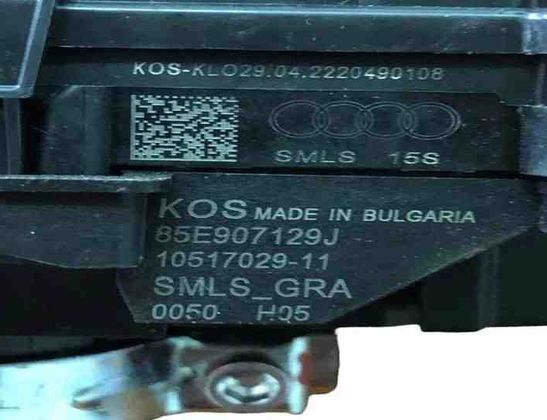 KOS-KLO29.04.2220490108
SMLS 15S
KOS MADE IN BULGARIA
85E907129J
10517029-11
SMLS_GRA
0050 H05